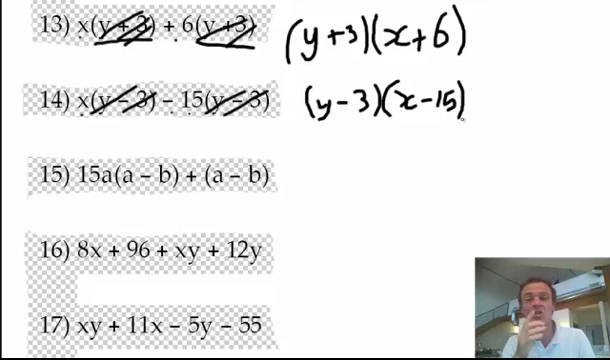 13) x(y + 3) + 6(y +3) (y+3)(x+6)
14) x(y – 3) – 15(y – 3) (y-3)(x-15)
15) 15a(a – b) + (a – b)
16) 8x + 96 + xy + 12y
17) xy + 11x – 5y – 55